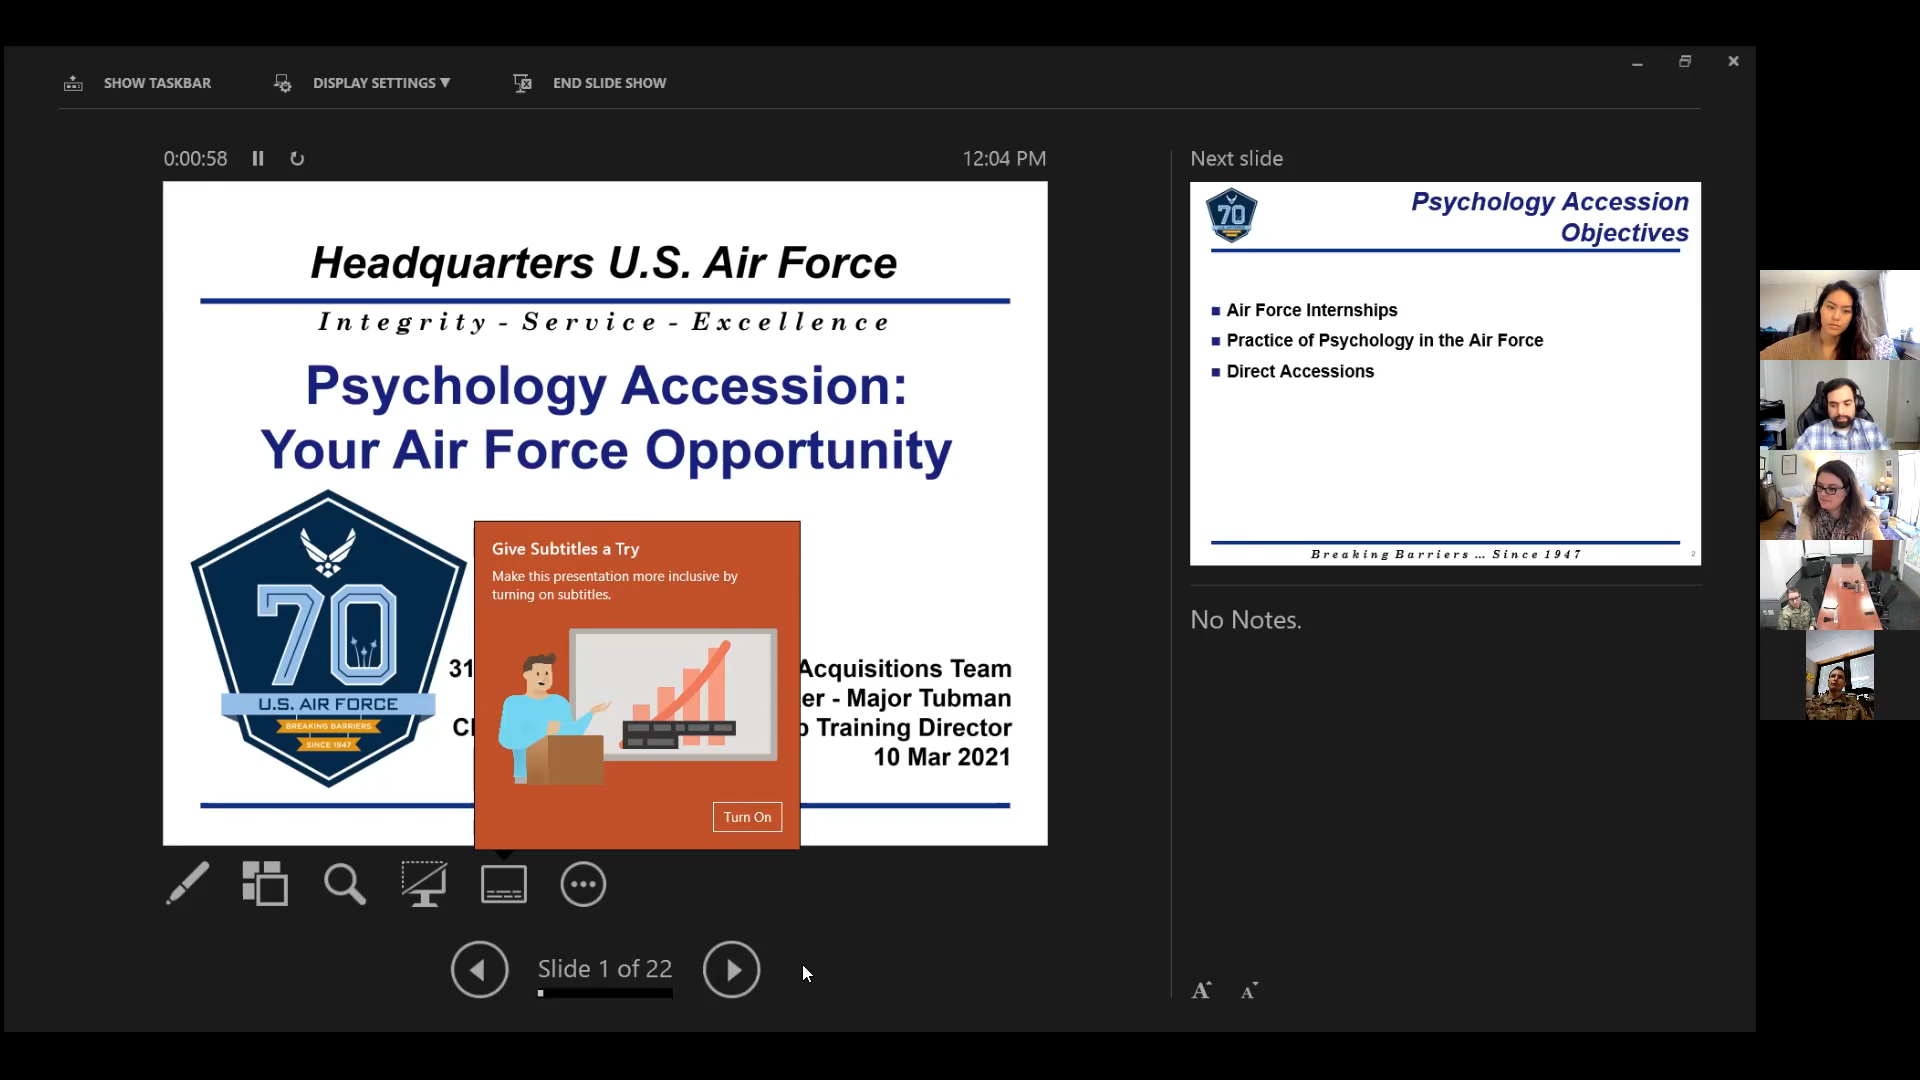 SHOW TASKBAR
DISPLAY SETTINGS ▼
END SLIDE SHOW
0:00:58
12:04 PM
Headquarters U.S. Air Force
Integrity - Service - Excellence
Psychology Accession:
Your Air Force Opportunity
70
U.S. AIR FORCE
BREAKING BARRIERS
SINCE 1947
31
Acquisitions Team
er - Major Tubman
Training Director
10 Mar 2021
Give Subtitles a Try
Make this presentation more inclusive by
turning on subtitles.
Turn On
Slide 1 of 22
Next slide
70
Psychology Accession
Objectives
■ Air Force Internships
■ Practice of Psychology in the Air Force
■ Direct Accessions
Breaking Barriers ... Since 1947
2
No Notes.
A A